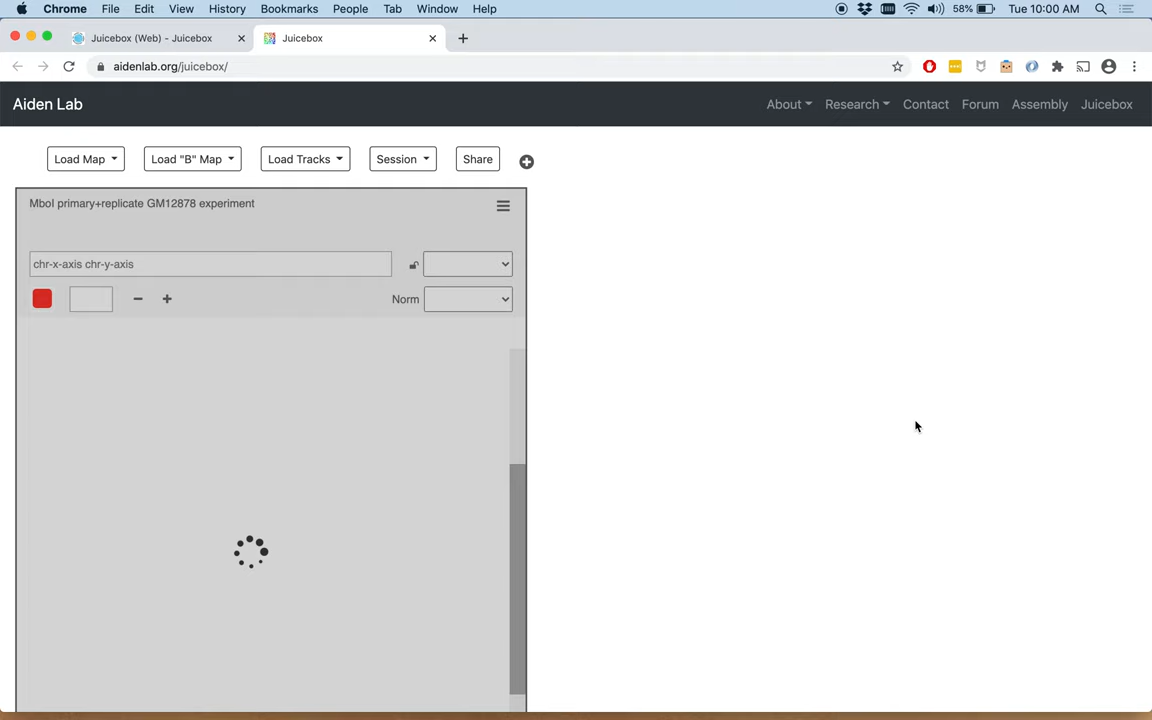 Chrome File Edit View History Bookmarks People Tab Window Help 58% Tue 10:00 AM
Juicebox (Web) - Juicebox Juicebox
aidenlab.org/juicebox/
Aiden Lab About Research Contact Forum Assembly Juicebox
Load Map Load "B" Map Load Tracks Session Share
MboI primary+replicate GM12878 experiment
chr-x-axis chr-y-axis
Norm